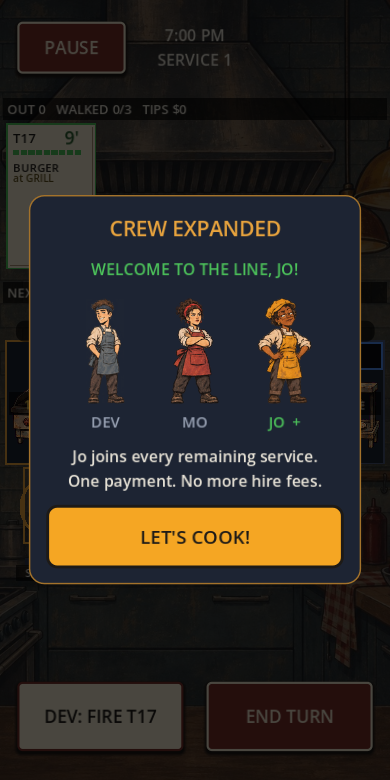 PAUSE
7:00 PM
SERVICE 1
OUT 0 WALKED 0/3 TIPS $0
T17 9'
BURGER
at GRILL
CREW EXPANDED
WELCOME TO THE LINE, JO!
DEV MO JO +
Jo joins every remaining service.
One payment. No more hire fees.
LET'S COOK!
DEV: FIRE T17
END TURN